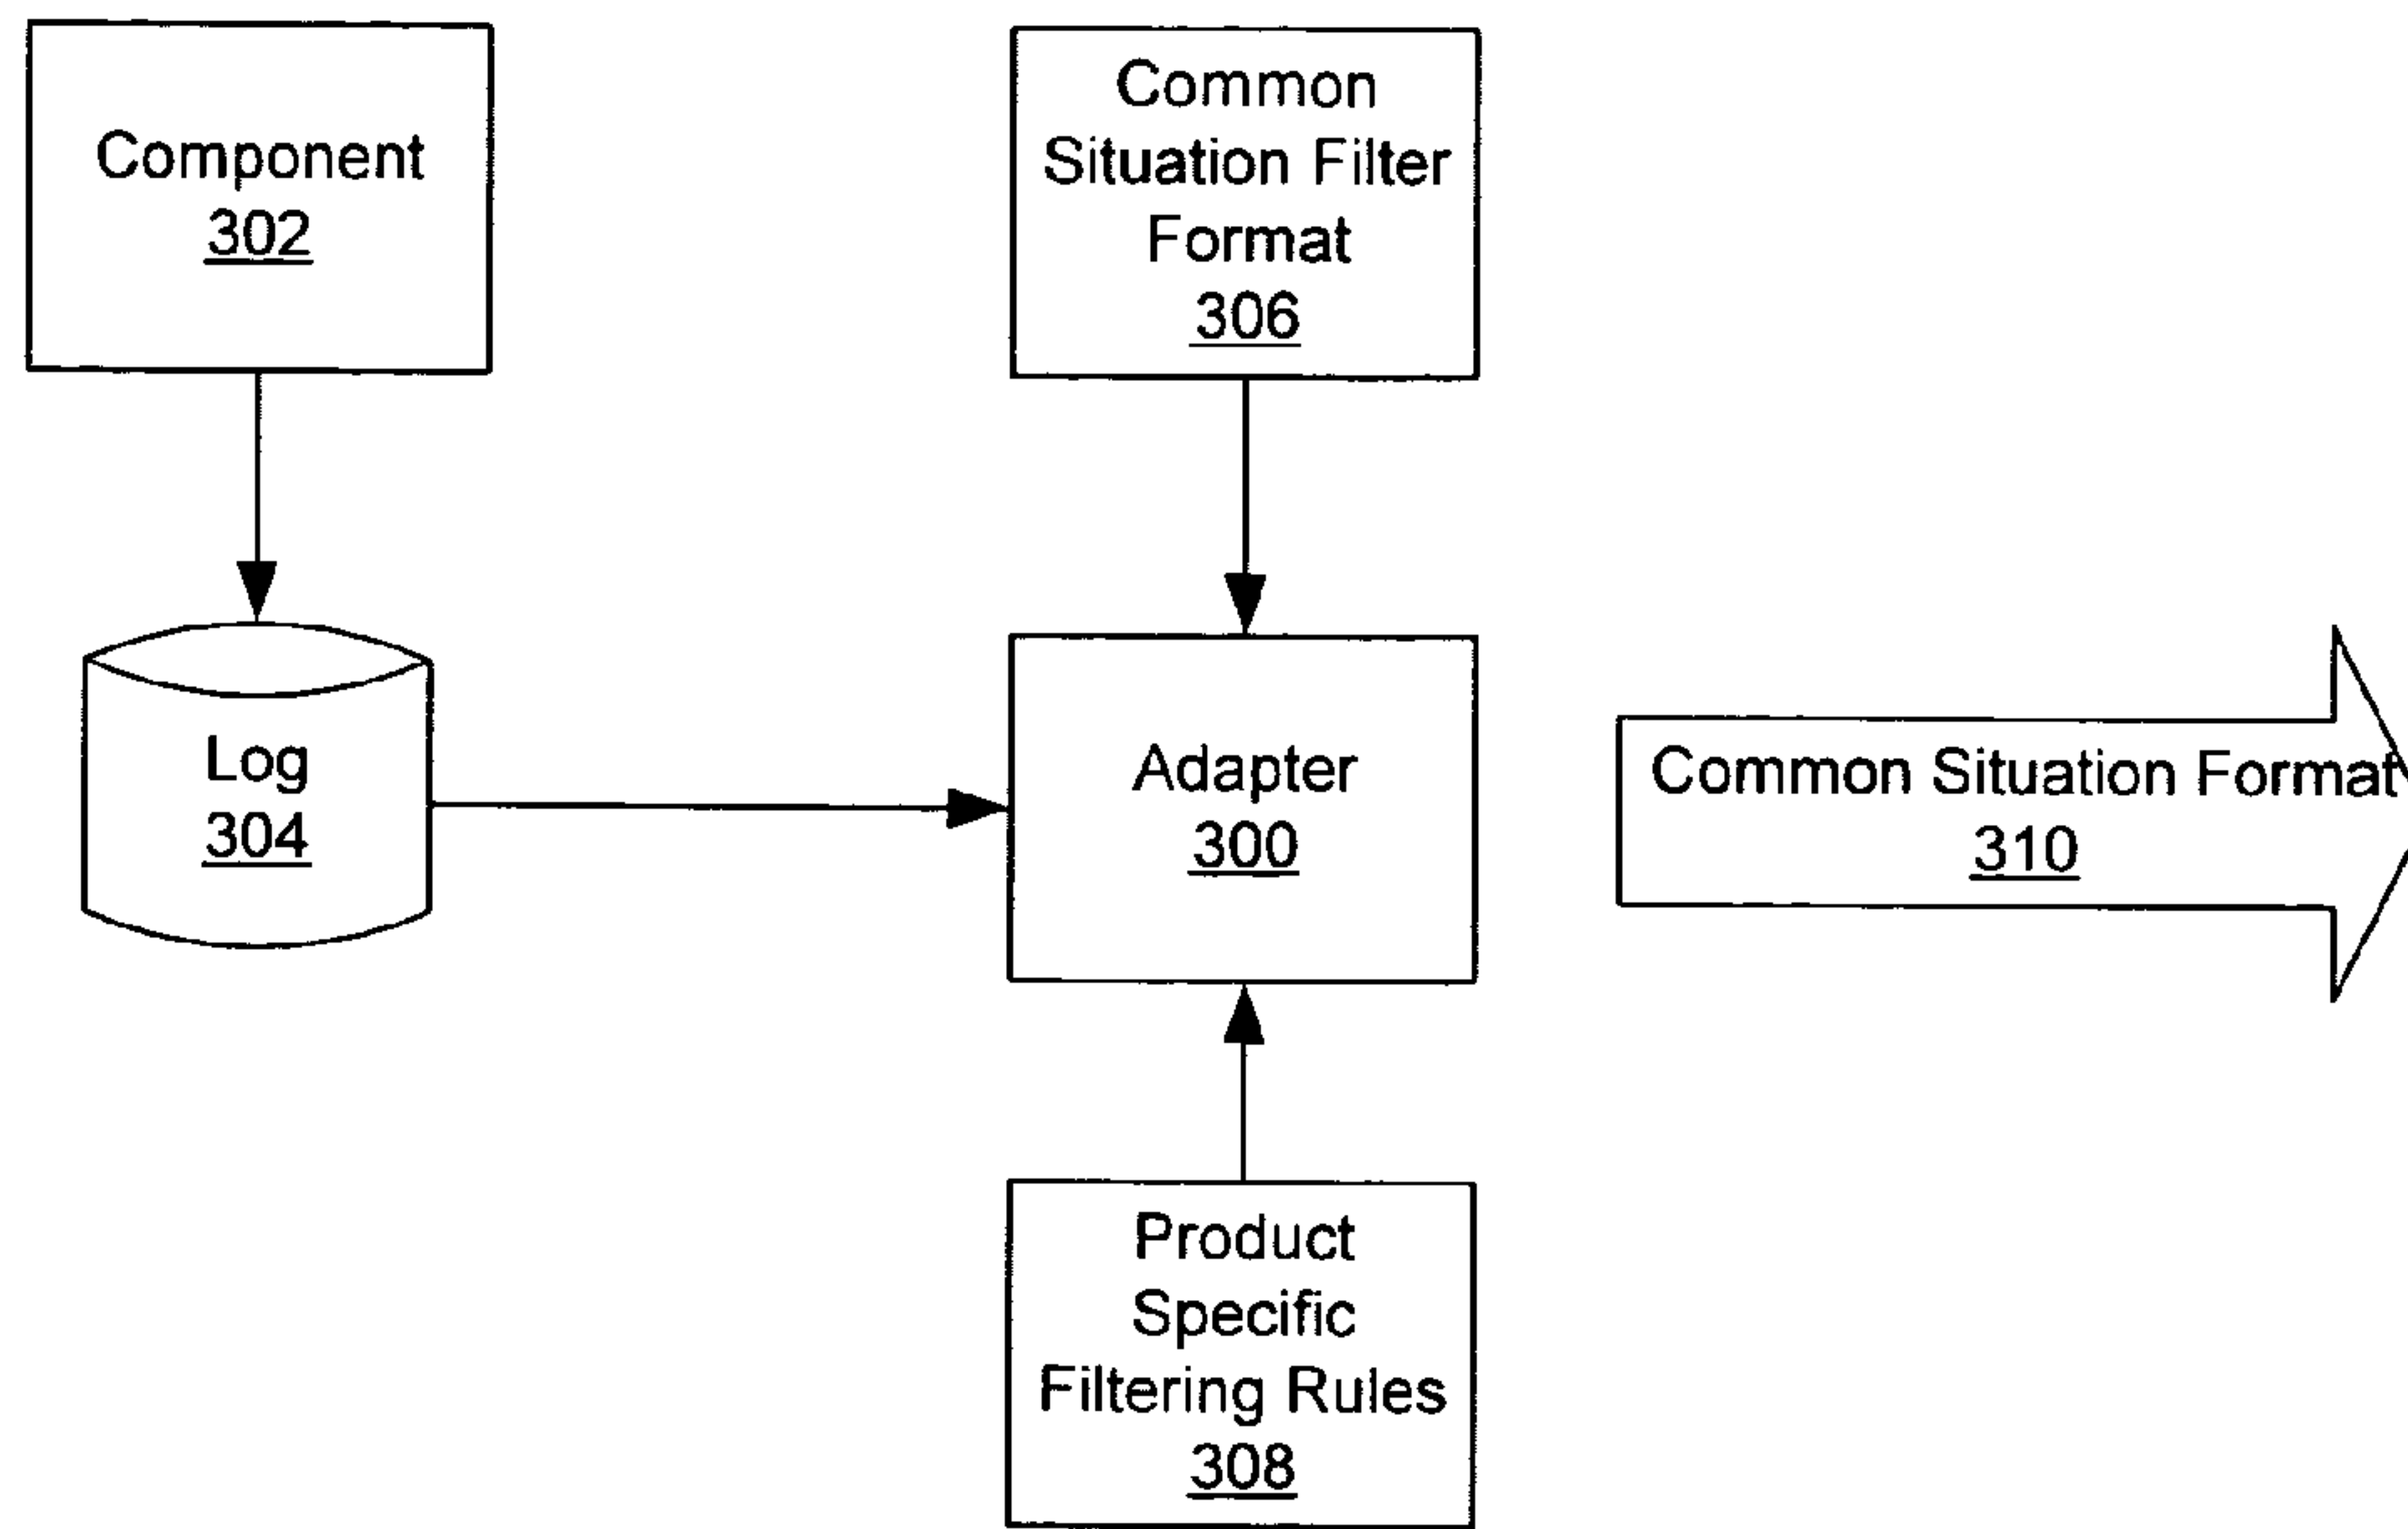 Component
302
Common
Situation Filter
Format
306
Log
304
Adapter
300
Common Situation Format
310
Product
Specific
Filtering Rules
308